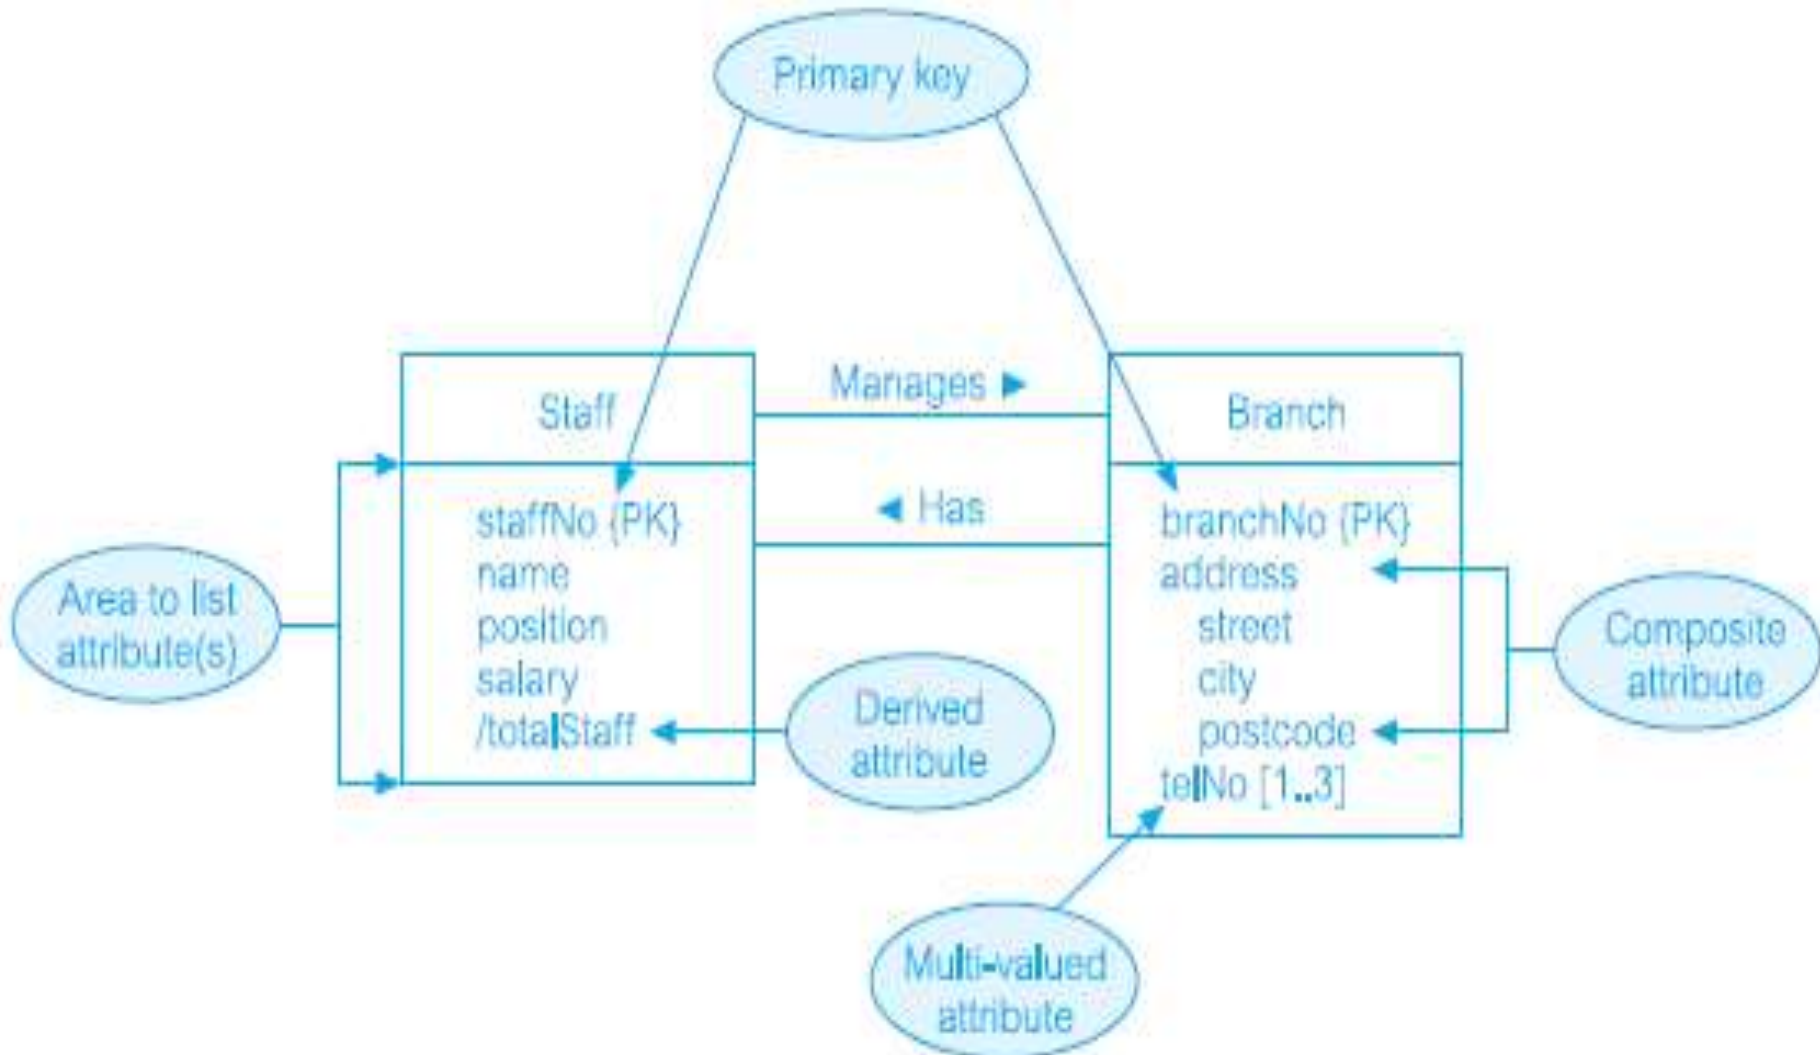 Primary key
Staff
Manages ►
Branch
◄ Has
staffNo {PK}
name
position
salary
/totalStaff
branchNo {PK}
address
street
city
postcode
telNo [1..3]
Area to list
attribute(s)
Derived
attribute
Composite
attribute
Multi-valued
attribute